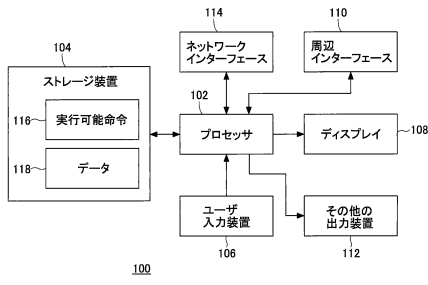 114
110
ネットワーク
インターフェース
周辺
インターフェース
104
ストレージ装置
116
実行可能命令
118
データ
102
プロセッサ
ディスプレイ
108
ユーザ
入力装置
106
その他の
出力装置
112
100